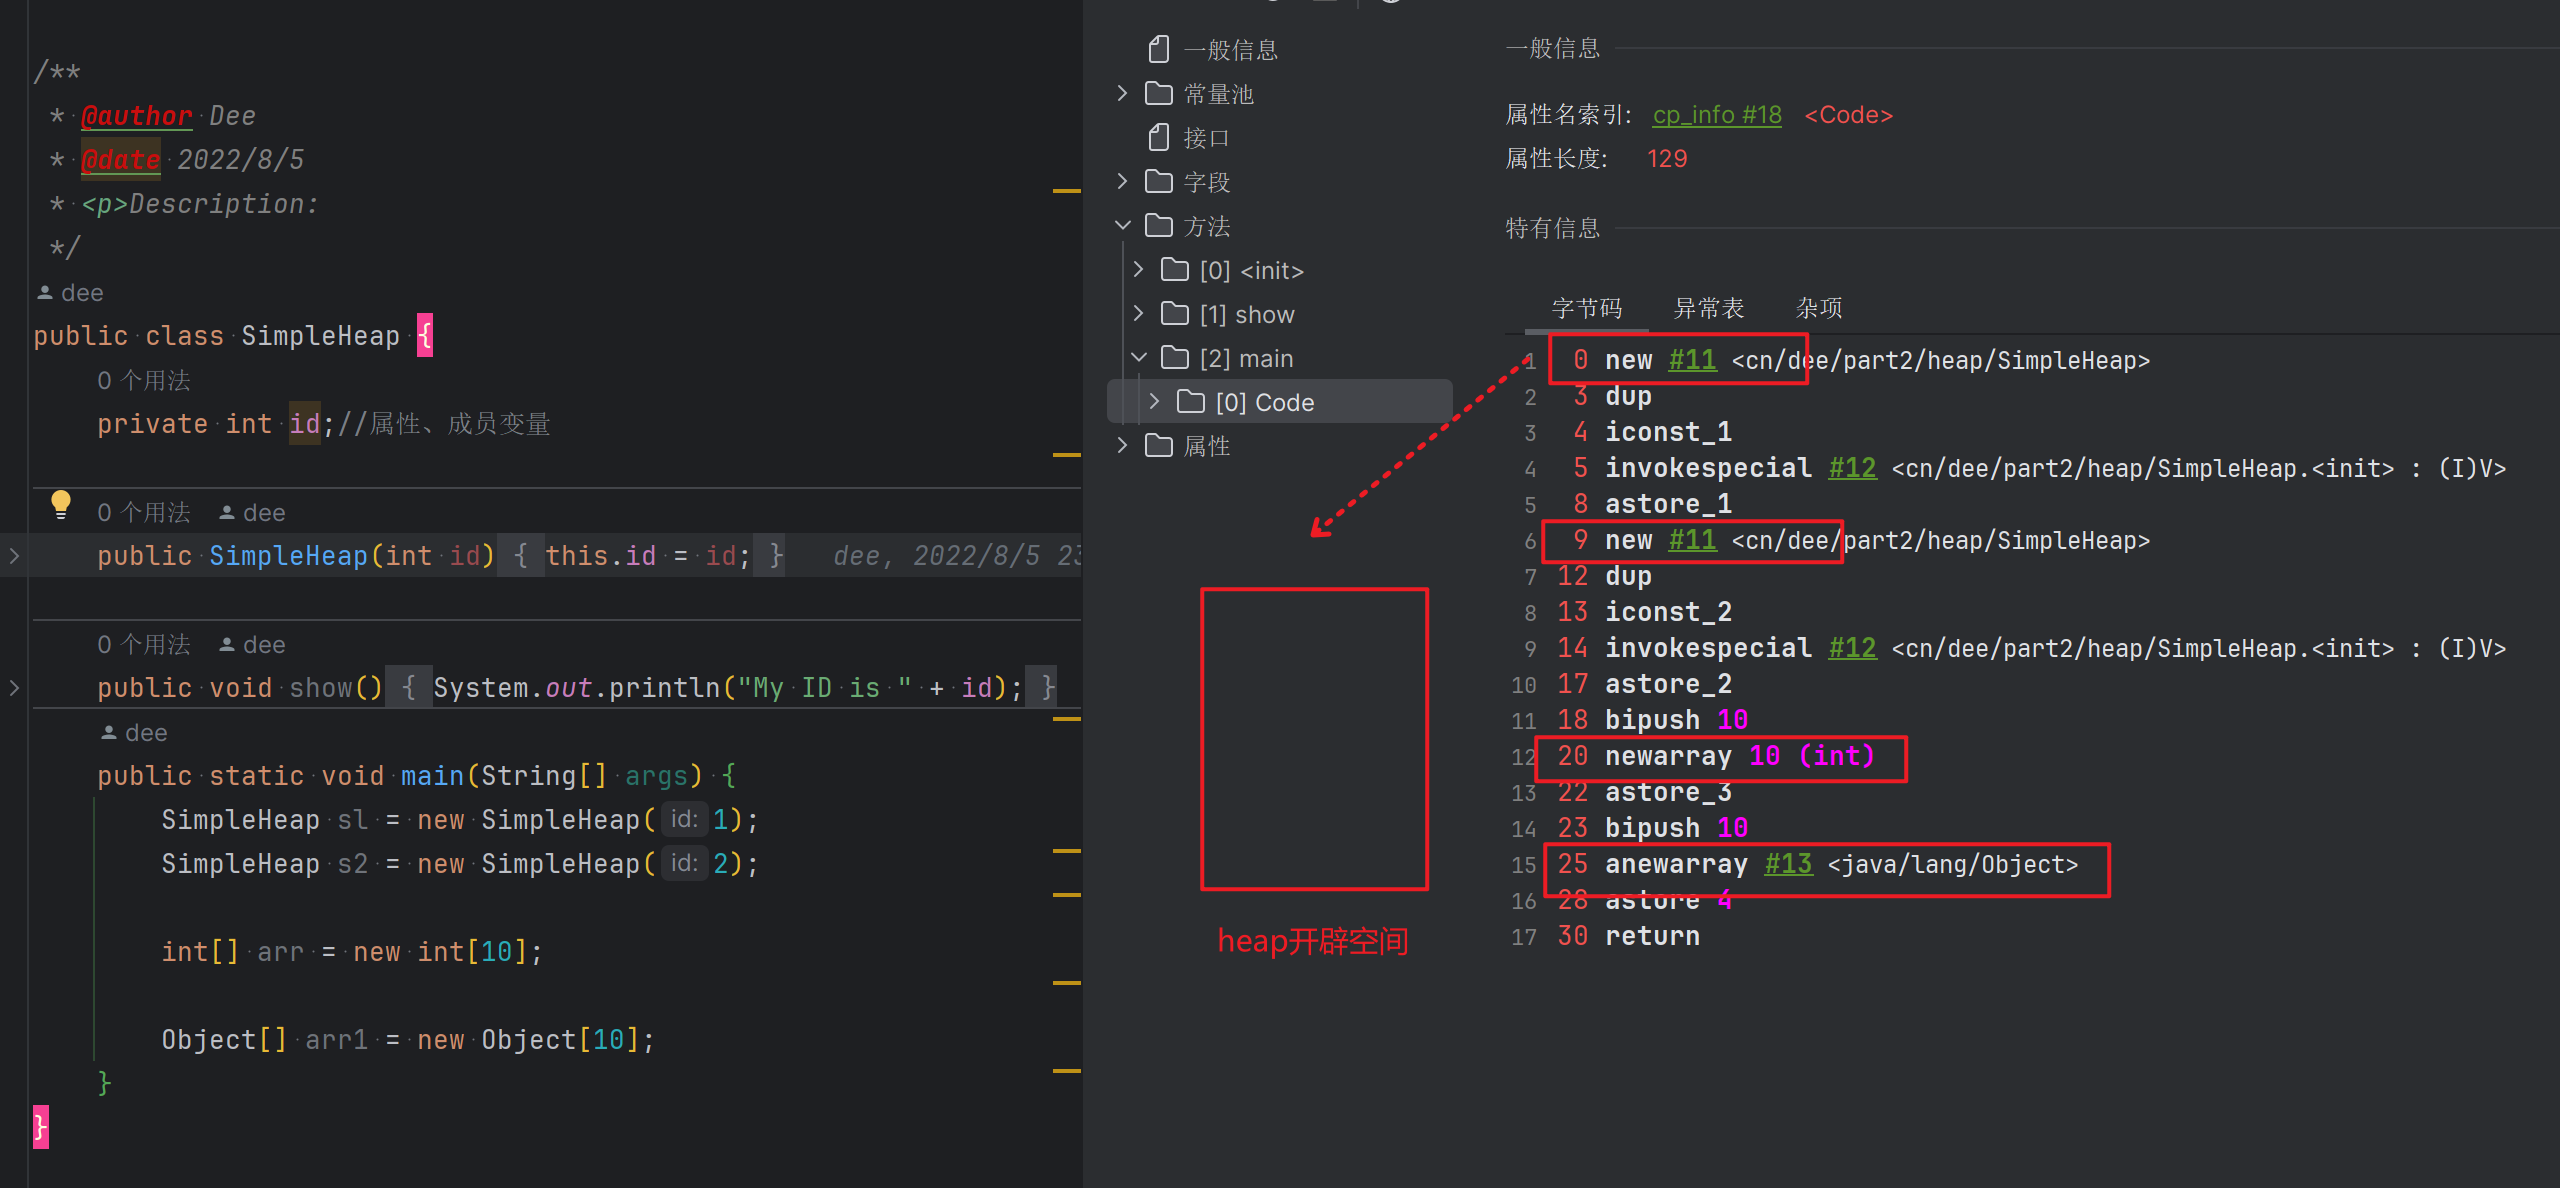 /**
* @author Dee
* @date 2022/8/5
* <p>Description:
*/
dee
public class SimpleHeap {
0 个用法
private int id;//属性、成员变量
0 个用法 dee
public SimpleHeap(int id) { this.id = id; } dee, 2022/8/5 23
0 个用法 dee
public void show() { System.out.println("My ID is " + id); }
dee
public static void main(String[] args) {
SimpleHeap sl = new SimpleHeap( id: 1);
SimpleHeap s2 = new SimpleHeap( id: 2);
int[] arr = new int[10];
Object[] arr1 = new Object[10];
}
}
一般信息
常量池
接口
字段
方法
[0] <init>
[1] show
[2] main
[0] Code
属性
heap开辟空间
一般信息
属性名索引: cp_info #18 <Code>
属性长度: 129
特有信息
字节码 异常表 杂项
1 0 new #11 <cn/dee/part2/heap/SimpleHeap>
2 3 dup
3 4 iconst_1
4 5 invokespecial #12 <cn/dee/part2/heap/SimpleHeap.<init> : (I)V>
5 8 astore_1
6 9 new #11 <cn/dee/part2/heap/SimpleHeap>
7 12 dup
8 13 iconst_2
9 14 invokespecial #12 <cn/dee/part2/heap/SimpleHeap.<init> : (I)V>
10 17 astore_2
11 18 bipush 10
12 20 newarray 10 (int)
13 22 astore_3
14 23 bipush 10
15 25 anewarray #13 <java/lang/Object>
16 28 astore 4
17 30 return